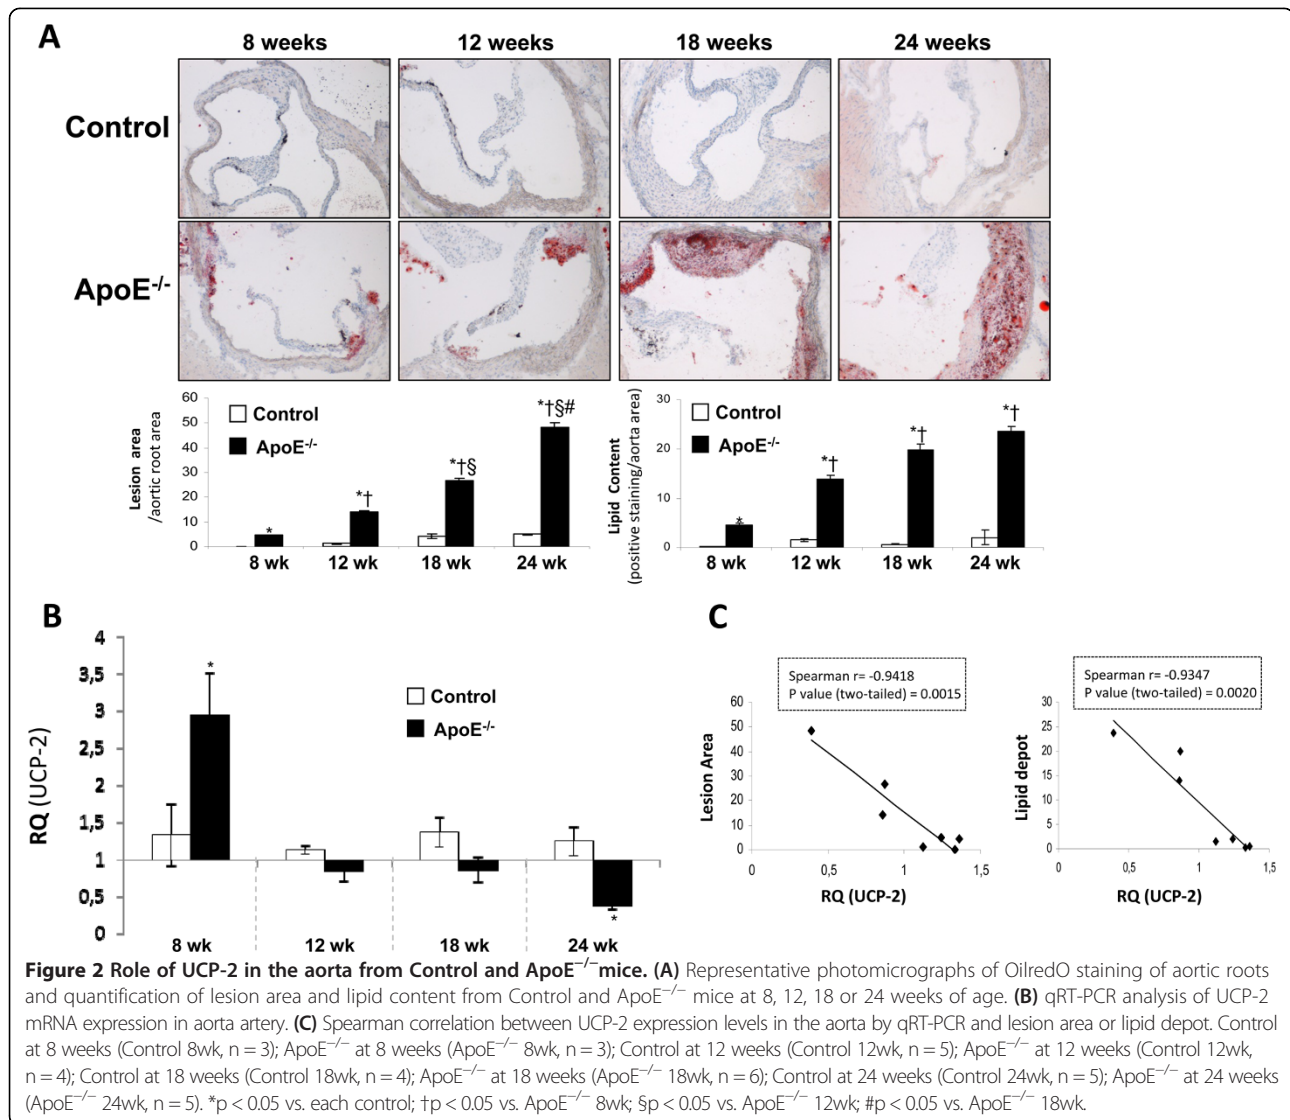 A
8 weeks 12 weeks 18 weeks 24 weeks
Control
ApoE-/-
Lesion area
/aortic root area
60
50
40
30
20
10
0
Control
ApoE-/-
*
*†
*†§
*†§#
8 wk 12 wk 18 wk 24 wk
Lipid Content
(positive staining/aorta area)
30
20
10
0
Control
ApoE-/-
*
*†
*†
*†
8 wk 12 wk 18 wk 24 wk
B
RQ (UCP-2)
4
3,5
3
2,5
2
1,5
1
0,5
0
*
Control
ApoE-/-
*
8 wk 12 wk 18 wk 24 wk
C
Spearman r= -0.9418
P value (two-tailed) = 0.0015
Lesion Area
60
50
40
30
20
10
0
0 0,5 1 1,5
RQ (UCP-2)
Spearman r= -0.9347
P value (two-tailed) = 0.0020
Lipid depot
30
25
20
15
10
5
0
0 0,5 1 1,5
RQ (UCP-2)
Figure 2 Role of UCP-2 in the aorta from Control and ApoE−/−mice. (A) Representative photomicrographs of OilredO staining of aortic roots
and quantification of lesion area and lipid content from Control and ApoE−/− mice at 8, 12, 18 or 24 weeks of age. (B) qRT-PCR analysis of UCP-2
mRNA expression in aorta artery. (C) Spearman correlation between UCP-2 expression levels in the aorta by qRT-PCR and lesion area or lipid depot. Control
at 8 weeks (Control 8wk, n = 3); ApoE−/− at 8 weeks (ApoE−/− 8wk, n = 3); Control at 12 weeks (Control 12wk, n = 5); ApoE−/− at 12 weeks (Control 12wk,
n = 4); Control at 18 weeks (Control 18wk, n = 4); ApoE−/− at 18 weeks (ApoE−/− 18wk, n = 6); Control at 24 weeks (Control 24wk, n = 5); ApoE−/− at 24 weeks
(ApoE−/− 24wk, n = 5). *p < 0.05 vs. each control; †p < 0.05 vs. ApoE−/− 8wk; §p < 0.05 vs. ApoE−/− 12wk; #p < 0.05 vs. ApoE−/− 18wk.